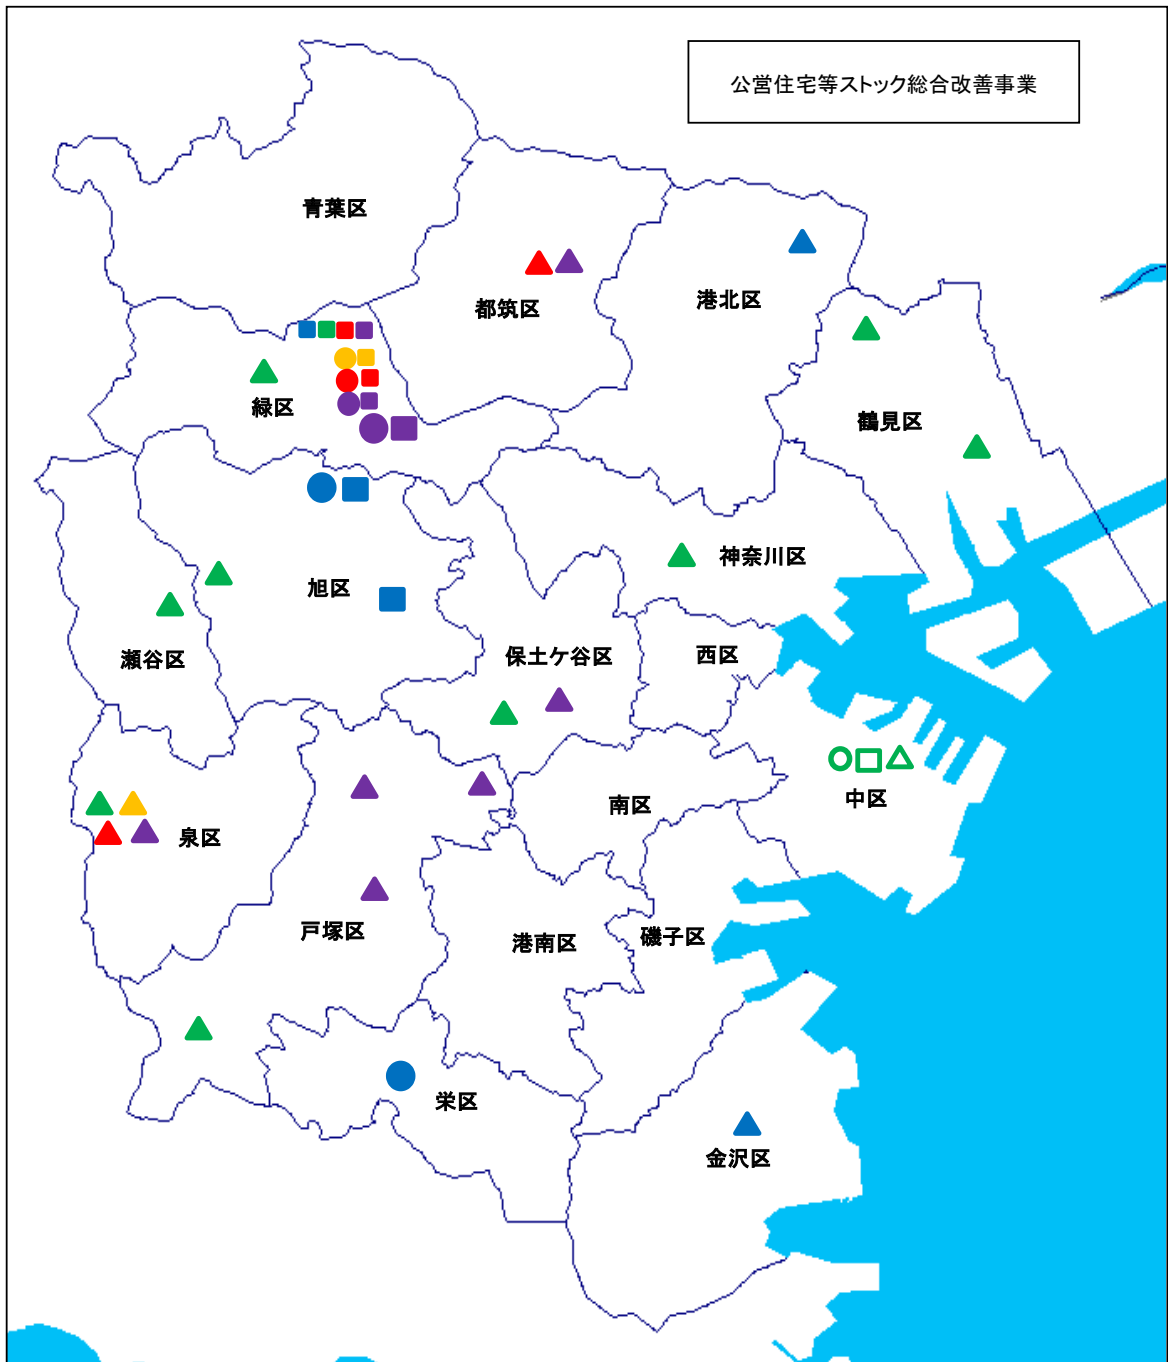 公営住宅等ストック総合改善事業
青葉区
都筑区
港北区
緑区
鶴見区
神奈川区
旭区
保土ケ谷区
西区
瀬谷区
中区
南区
泉区
戸塚区
港南区
磯子区
栄区
金沢区